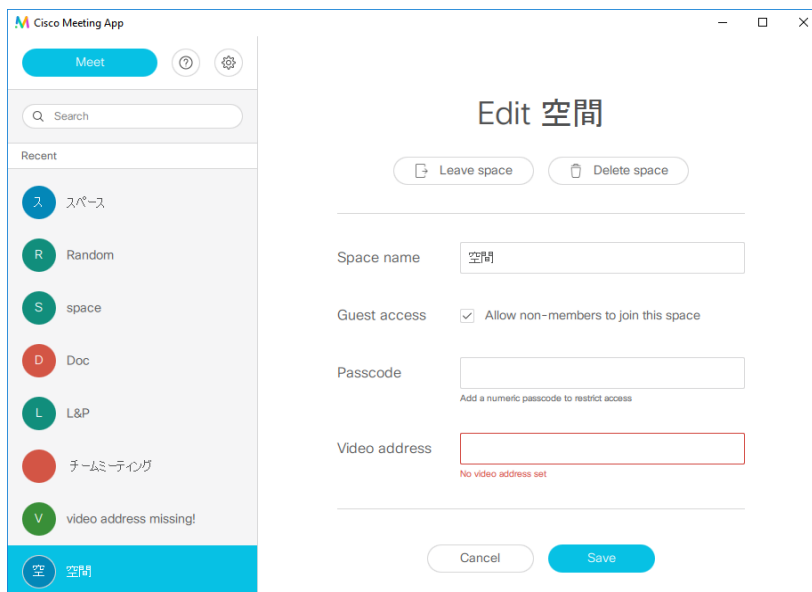 Cisco Meeting App
Meet
Search
Recent
ス スペース
R Random
S space
D Doc
L L&P
チームミーティング
V video address missing!
空 空間
Edit 空間
Leave space
Delete space
Space name 空間
Guest access Allow non-members to join this space
Passcode
Add a numeric passcode to restrict access
Video address
No video address set
Cancel
Save